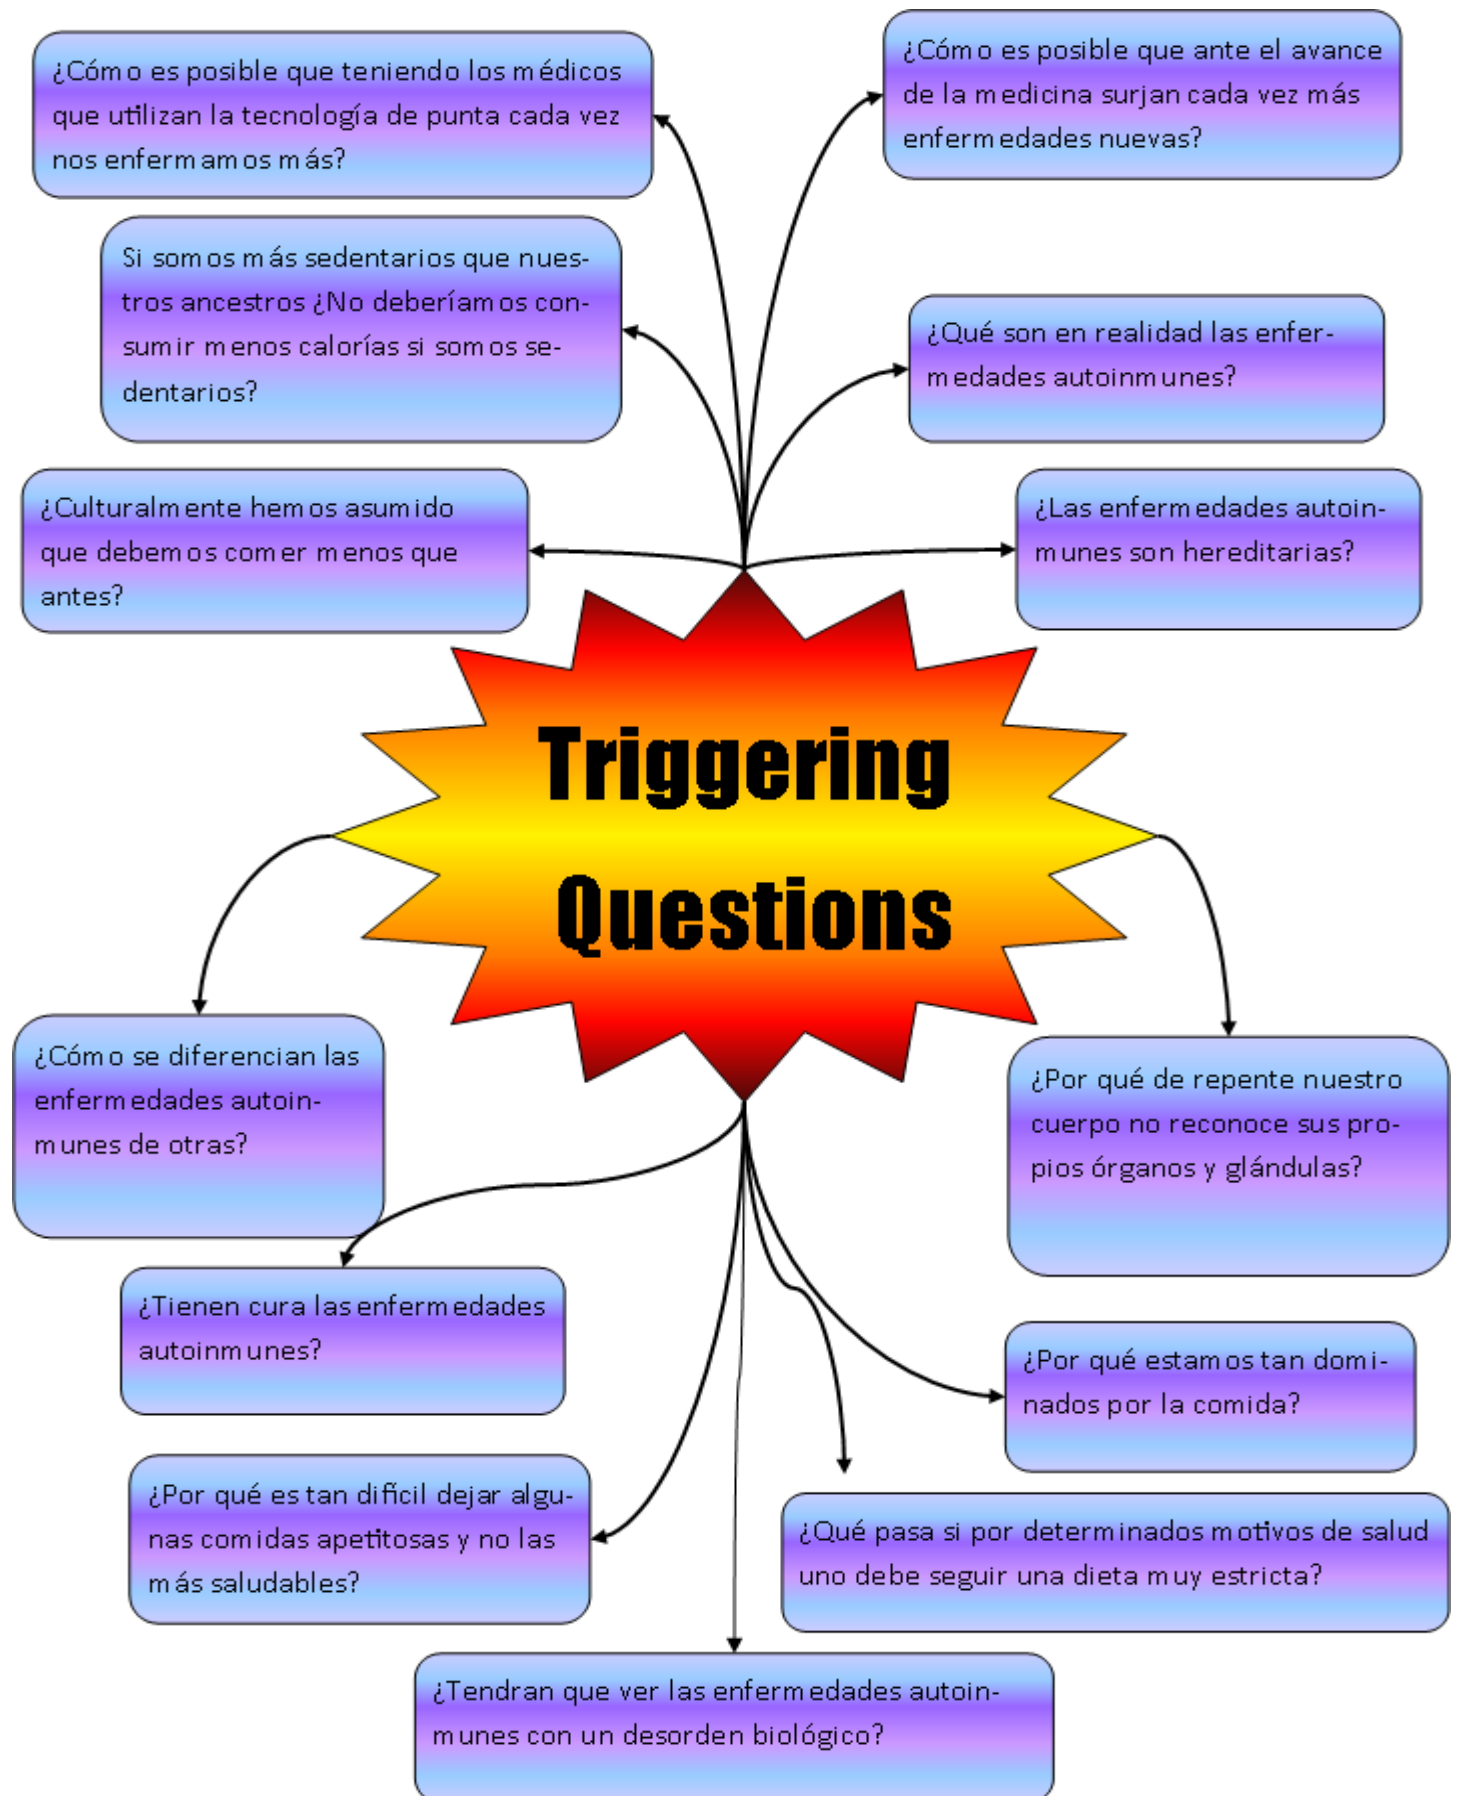 ¿Cómo es posible que teniendo los médicos
que utilizan la tecnología de punta cada vez
nos enfermamos más?
¿Cómo es posible que ante el avance
de la medicina surjan cada vez más
enfermedades nuevas?
Si somos más sedentarios que nues-
tros ancestros ¿No deberíamos con-
sumir menos calorías si somos se-
dentarios?
¿Qué son en realidad las enfer-
medades autoinmunes?
¿Culturalmente hemos asumido
que debemos comer menos que
antes?
¿Las enfermedades autoin-
munes son hereditarias?
Triggering
Questions
¿Cómo se diferencian las
enfermedades autoin-
munes de otras?
¿Por qué de repente nuestro
cuerpo no reconoce sus pro-
pios órganos y glándulas?
¿Tienen cura las enfermedades
autoinmunes?
¿Por qué estamos tan domi-
nados por la comida?
¿Por qué es tan difícil dejar algu-
nas comidas apetitosas y no las
más saludables?
¿Qué pasa si por determinados motivos de salud
uno debe seguir una dieta muy estricta?
¿Tendran que ver las enfermedades autoin-
munes con un desorden biológico?